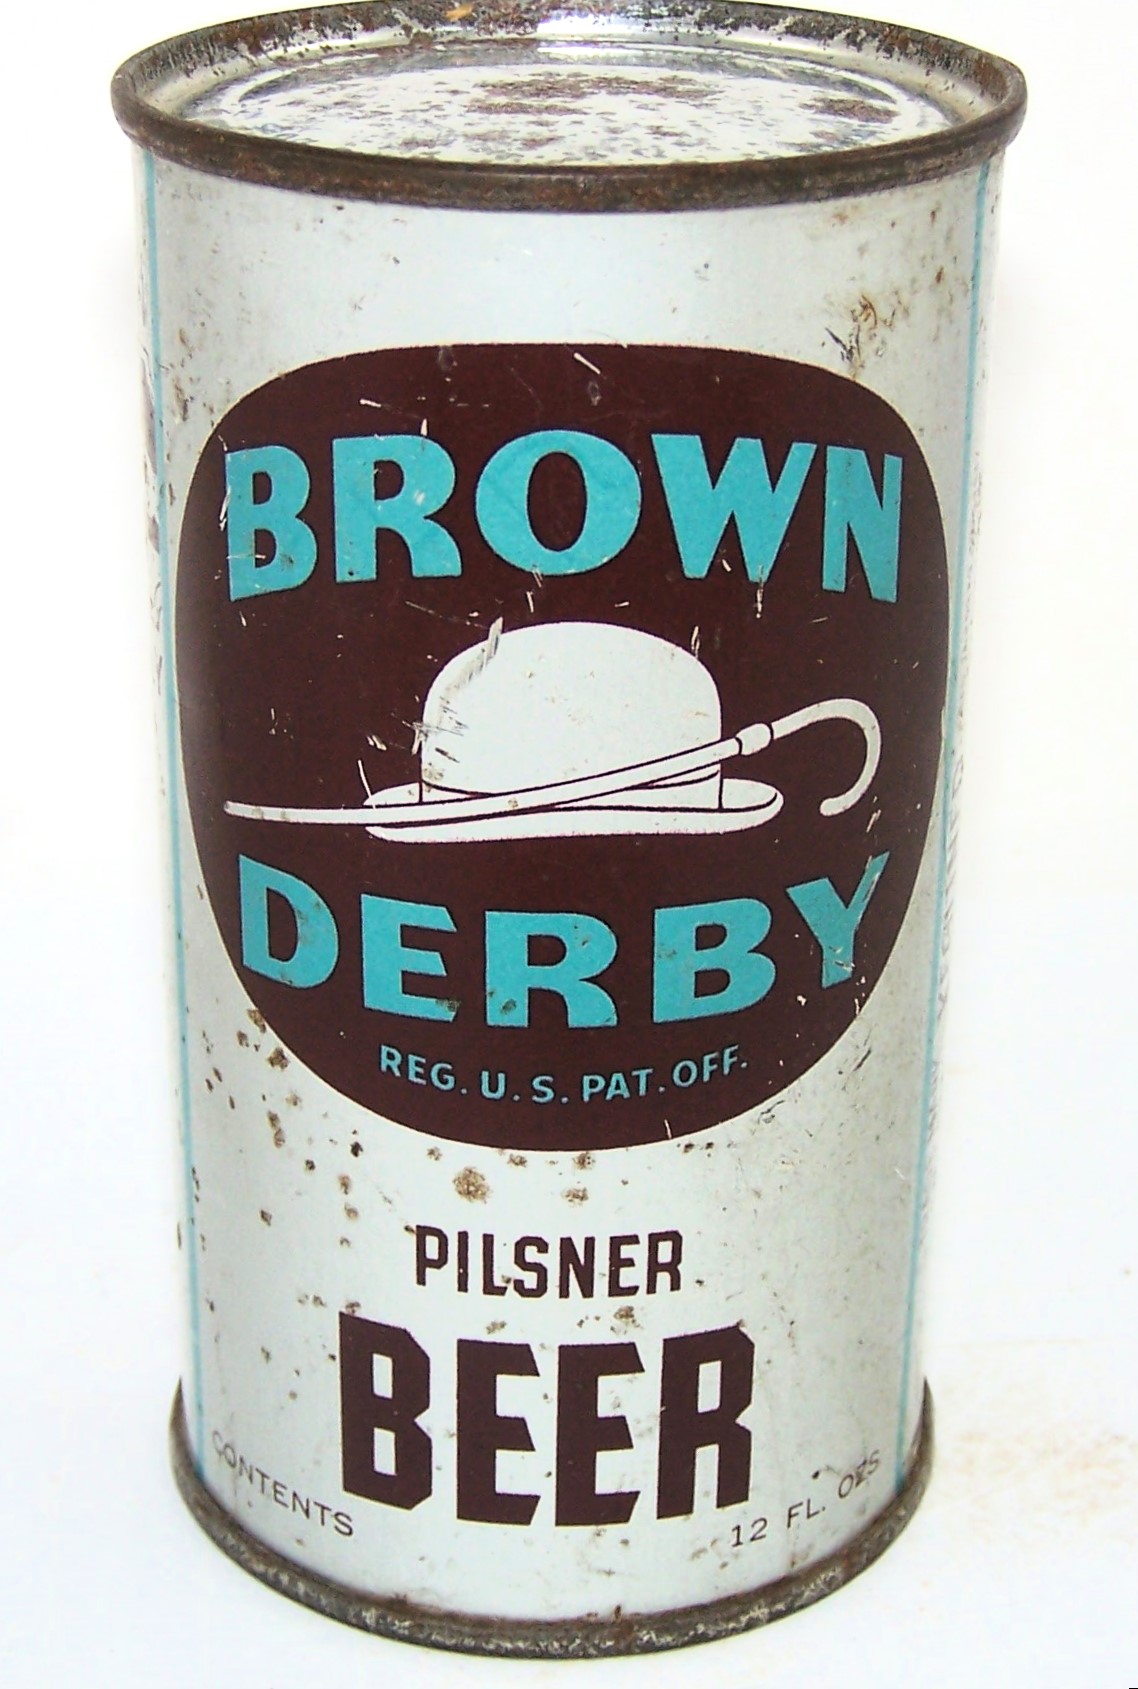 BROWN
DERBY
REG. U. S. PAT. OFF.
PILSNER
BEER
CONTENTS 12 FL. OZS